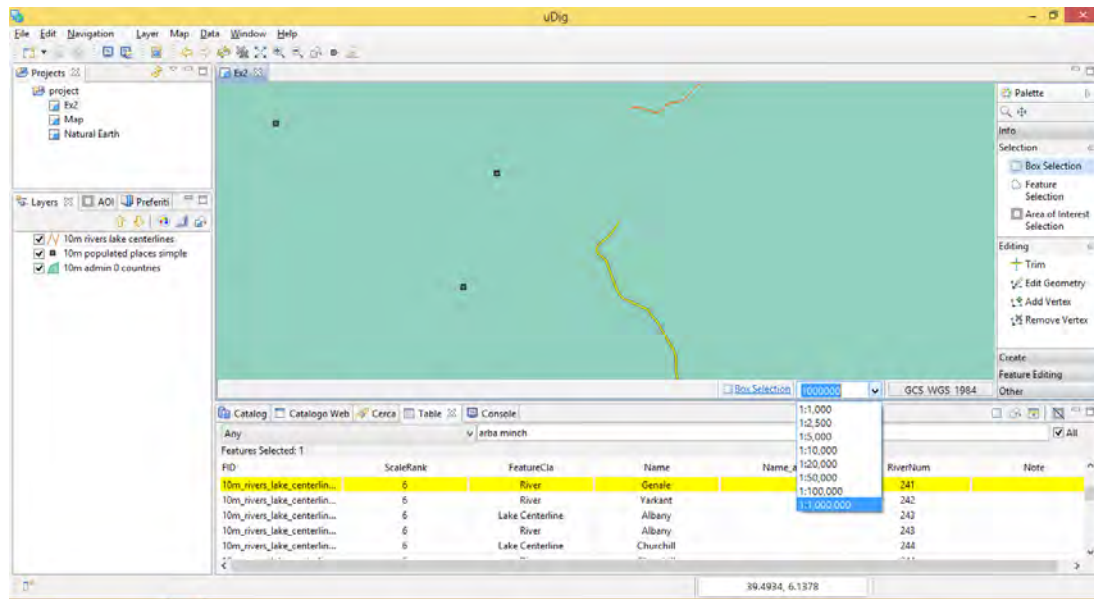 uDig
File Edit Navigation Layer Map Data Window Help
Projects
project
Ex2
Map
Natural Earth
Layers AOI Preferiti
10m rivers lake centerlines
10m populated places simple
10m admin 0 countries
Ex2
Palette
Info
Selection
Box Selection
Feature
Selection
Area of Interest
Selection
Editing
Trim
Edit Geometry
Add Vertex
Remove Vertex
Create
Feature Editing
Other
Box Selection 1000000 GCS WGS 1984
1:1,000
1:2,500
1:5,000
1:10,000
1:20,000
1:50,000
1:100,000
1:1,000,000
Catalog Catalogo Web Cerca Table Console
Any arba minch All
Features Selected: 1
FID ScaleRank FeatureCla Name Name_a RiverNum Note
10m_rivers_lake_centerlin... 6 River Genale 241
10m_rivers_lake_centerlin... 6 River Yarkant 242
10m_rivers_lake_centerlin... 6 Lake Centerline Albany 243
10m_rivers_lake_centerlin... 6 River Albany 243
10m_rivers_lake_centerlin... 6 Lake Centerline Churchill 244
39.4934, 6.1378